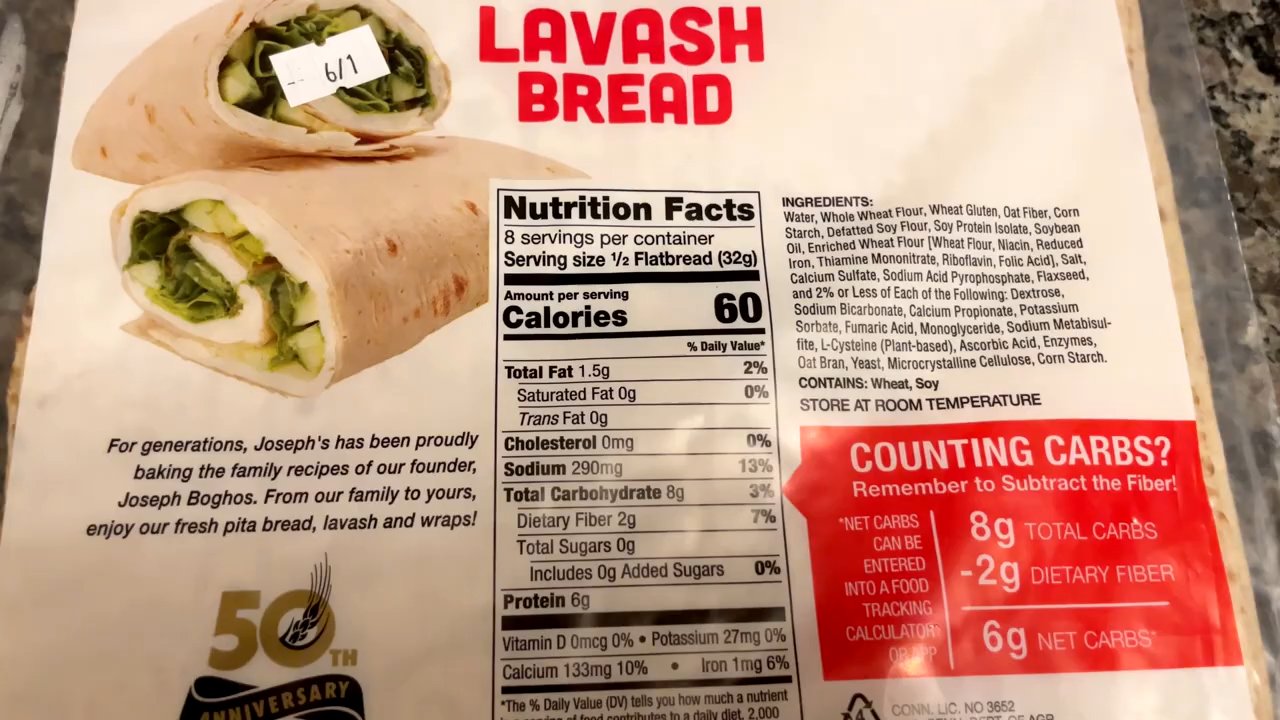 LAVASH
BREAD
6/1
Nutrition Facts
8 servings per container
Serving size 1/2 Flatbread (32g)
Amount per serving
Calories 60
% Daily Value*
Total Fat 1.5g 2%
Saturated Fat 0g 0%
Trans Fat 0g
Cholesterol 0mg 0%
Sodium 290mg 13%
Total Carbohydrate 8g 3%
Dietary Fiber 2g 7%
Total Sugars 0g
Includes 0g Added Sugars 0%
Protein 6g
Vitamin D 0mcg 0% • Potassium 27mg 0%
Calcium 133mg 10% • Iron 1mg 6%
*The % Daily Value (DV) tells you how much a nutrient
serving of food contributes to a daily diet. 2,000
INGREDIENTS:
Water, Whole Wheat Flour, Wheat Gluten, Oat Fiber, Corn
Starch, Defatted Soy Flour, Soy Protein Isolate, Soybean
Oil, Enriched Wheat Flour [Wheat Flour, Niacin, Reduced
Iron, Thiamine Mononitrate, Riboflavin, Folic Acid], Salt,
Calcium Sulfate, Sodium Acid Pyrophosphate, Flaxseed,
and 2% or Less of Each of the Following: Dextrose,
Sodium Bicarbonate, Calcium Propionate, Potassium
Sorbate, Fumaric Acid, Monoglyceride, Sodium Metabisul-
fite, L-Cysteine (Plant-based), Ascorbic Acid, Enzymes,
Oat Bran, Yeast, Microcrystalline Cellulose, Corn Starch.
CONTAINS: Wheat, Soy
STORE AT ROOM TEMPERATURE
COUNTING CARBS?
Remember to Subtract the Fiber!
*NET CARBS
CAN BE
ENTERED
INTO A FOOD
TRACKING
CALCULATOR
OR APP
8g TOTAL CARBS
-2g DIETARY FIBER
6g NET CARBS*
For generations, Joseph's has been proudly
baking the family recipes of our founder,
Joseph Boghos. From our family to yours,
enjoy our fresh pita bread, lavash and wraps!
50TH
ANNIVERSARY
CONN. LIC. NO 3652